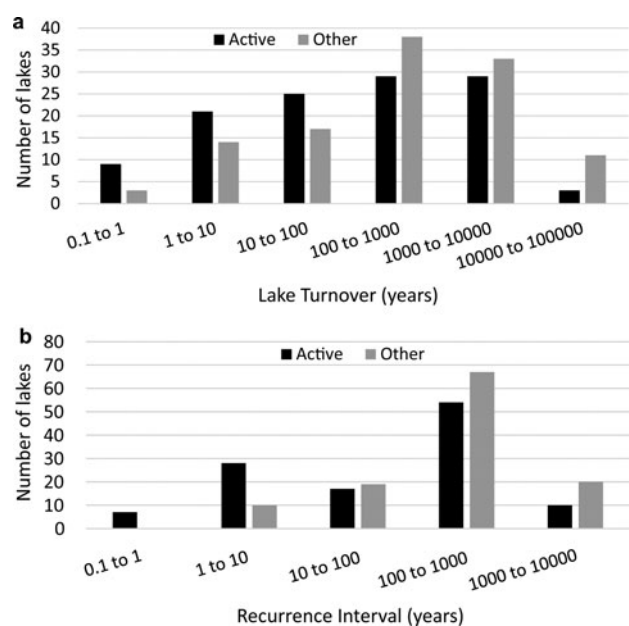 a
Active Other
40
35
30
25
20
15
10
5
0
Number of lakes
0.1 to 1 1 to 10 10 to 100 100 to 1000 1000 to 10000 10000 to 100000
Lake Turnover (years)
b
Active Other
80
70
60
50
40
30
20
10
0
Number of lakes
0.1 to 1 1 to 10 10 to 100 100 to 1000 1000 to 10000
Recurrence Interval (years)